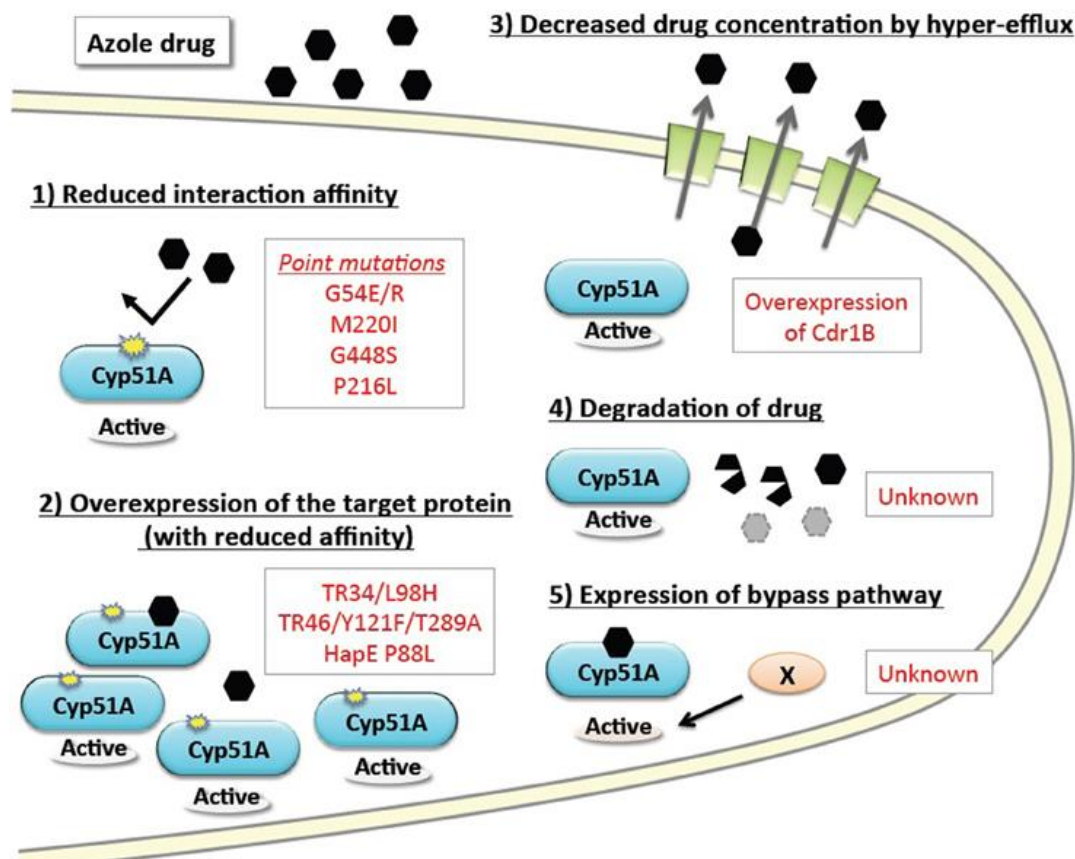 Azole drug
3) Decreased drug concentration by hyper-efflux
1) Reduced interaction affinity
Point mutations
G54E/R
M220I
G448S
P216L
Cyp51A
Active
Cyp51A
Active
Overexpression
of Cdr1B
4) Degradation of drug
Cyp51A
Active
Unknown
2) Overexpression of the target protein
(with reduced affinity)
TR34/L98H
TR46/Y121F/T289A
HapE P88L
Cyp51A
Cyp51A
Active
Cyp51A
Active
Cyp51A
Active
5) Expression of bypass pathway
Cyp51A
Active
X
Unknown